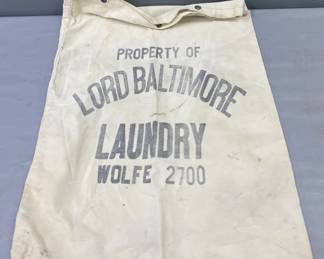 PROPERTY OF
LORD BALTIMORE
LAUNDRY
WOLFE 2700